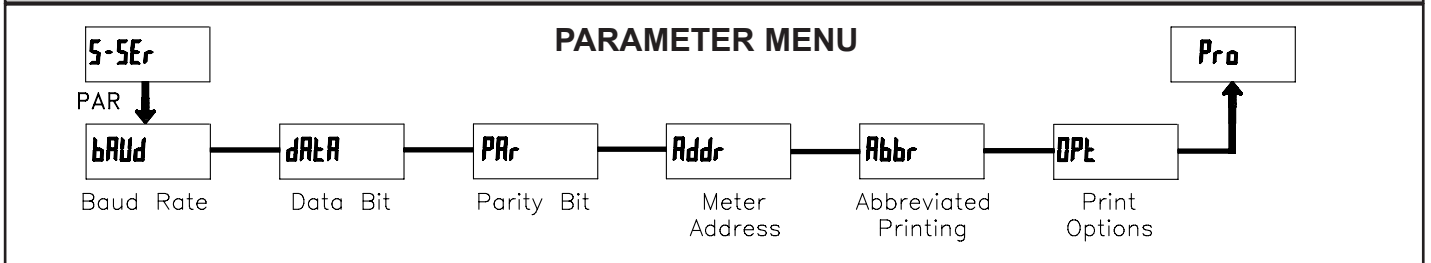 PARAMETER MENU
5-SEr
Pro
PAR
bAUd
dAtA
PAr
Addr
Abbr
OPt
Baud Rate
Data Bit
Parity Bit
Meter
Address
Abbreviated
Printing
Print
Options